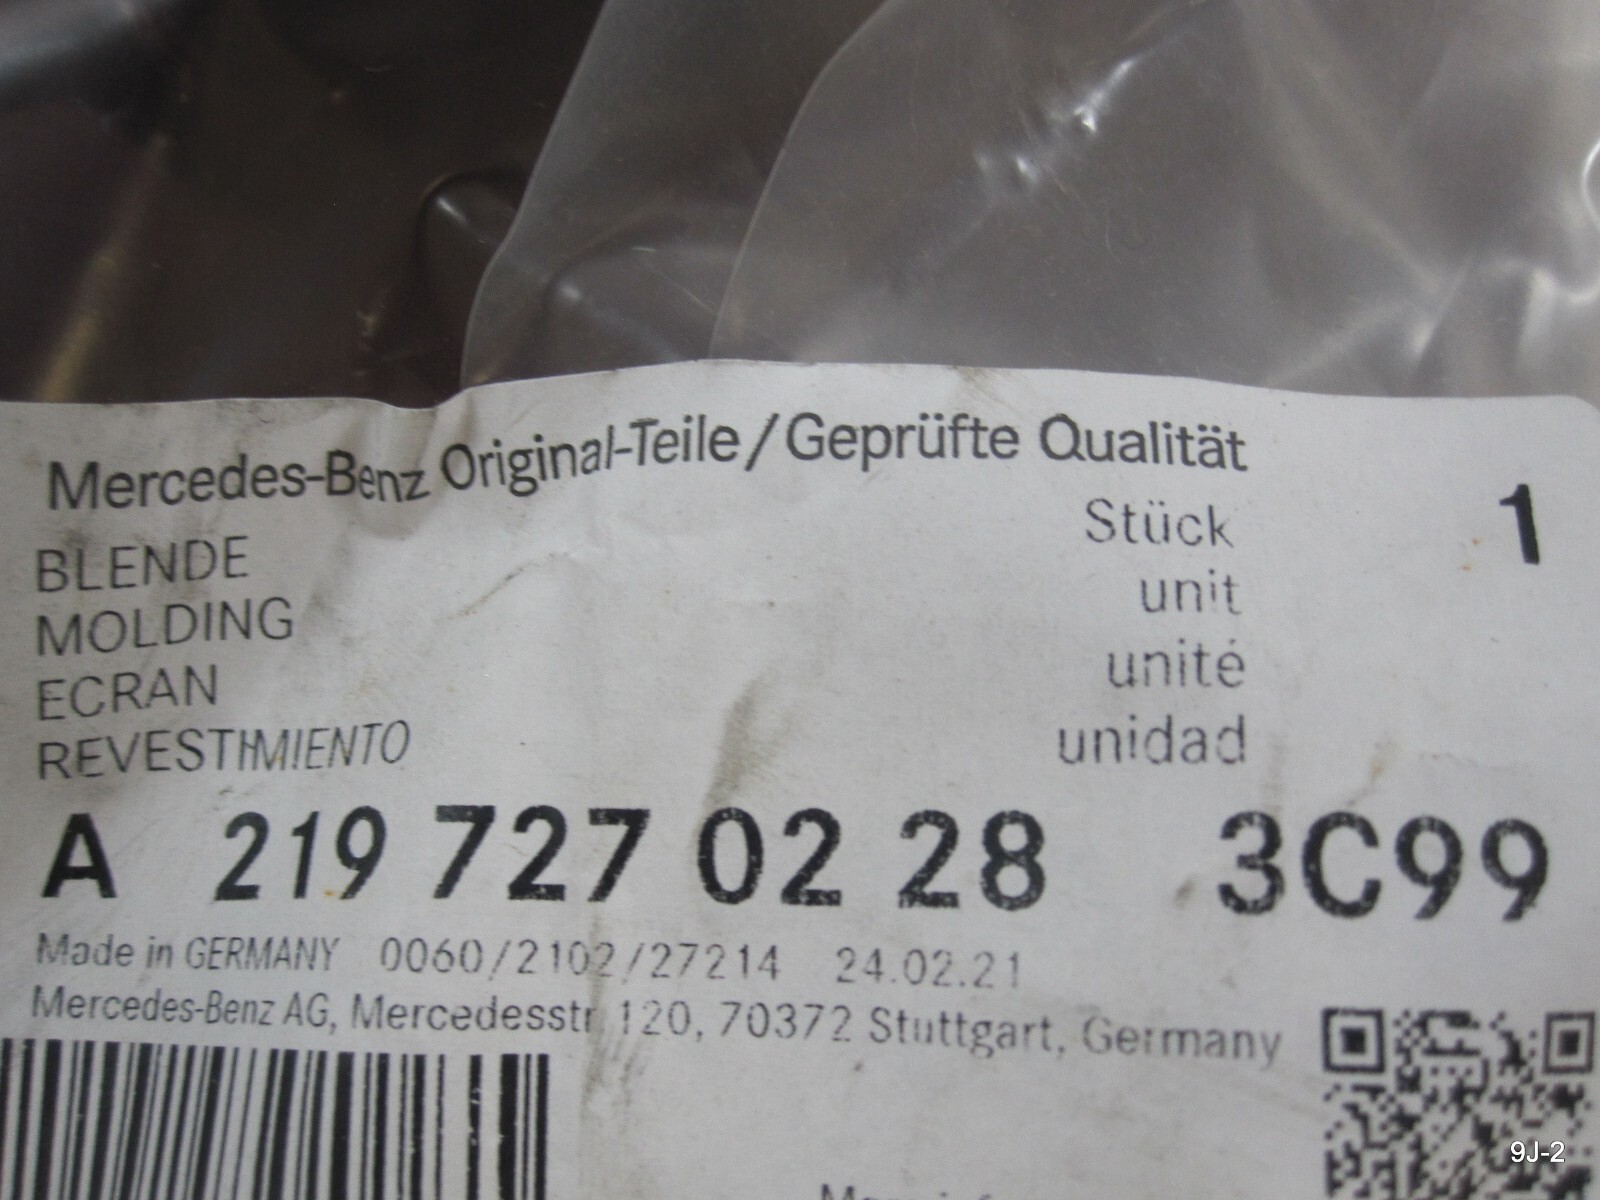 Mercedes-Benz Original-Teile/Geprüfte Qualität
BLENDE
MOLDING
ECRAN
REVESTIMIENTO
Stück 1
unit
unité
unidad
A 219 727 02 28 3C99
Made in GERMANY 0060/2102/27214 24.02.21
Mercedes-Benz AG, Mercedesstr 120, 70372 Stuttgart, Germany
9J-2